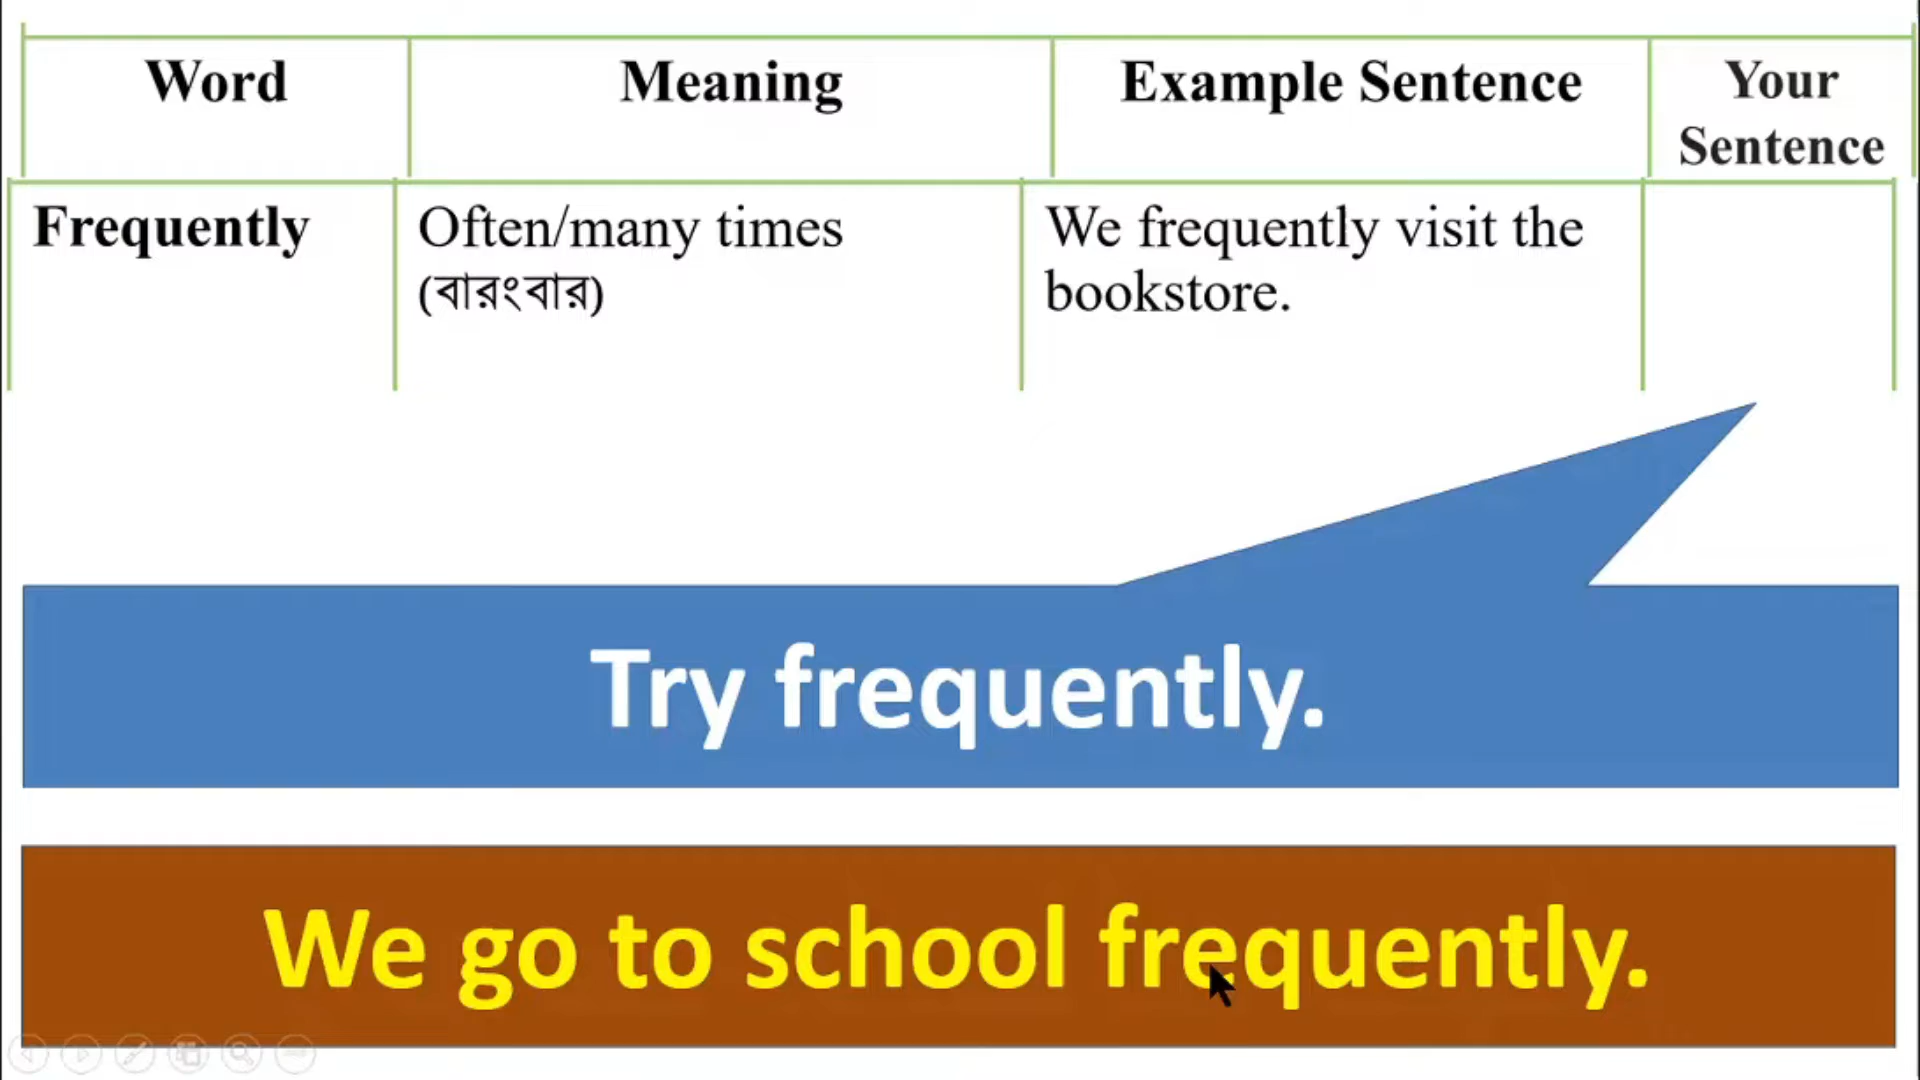 Word Meaning Example Sentence Your
Sentence
Frequently Often/many times We frequently visit the
(বারংবার) bookstore.
Try frequently.
We go to school frequently.